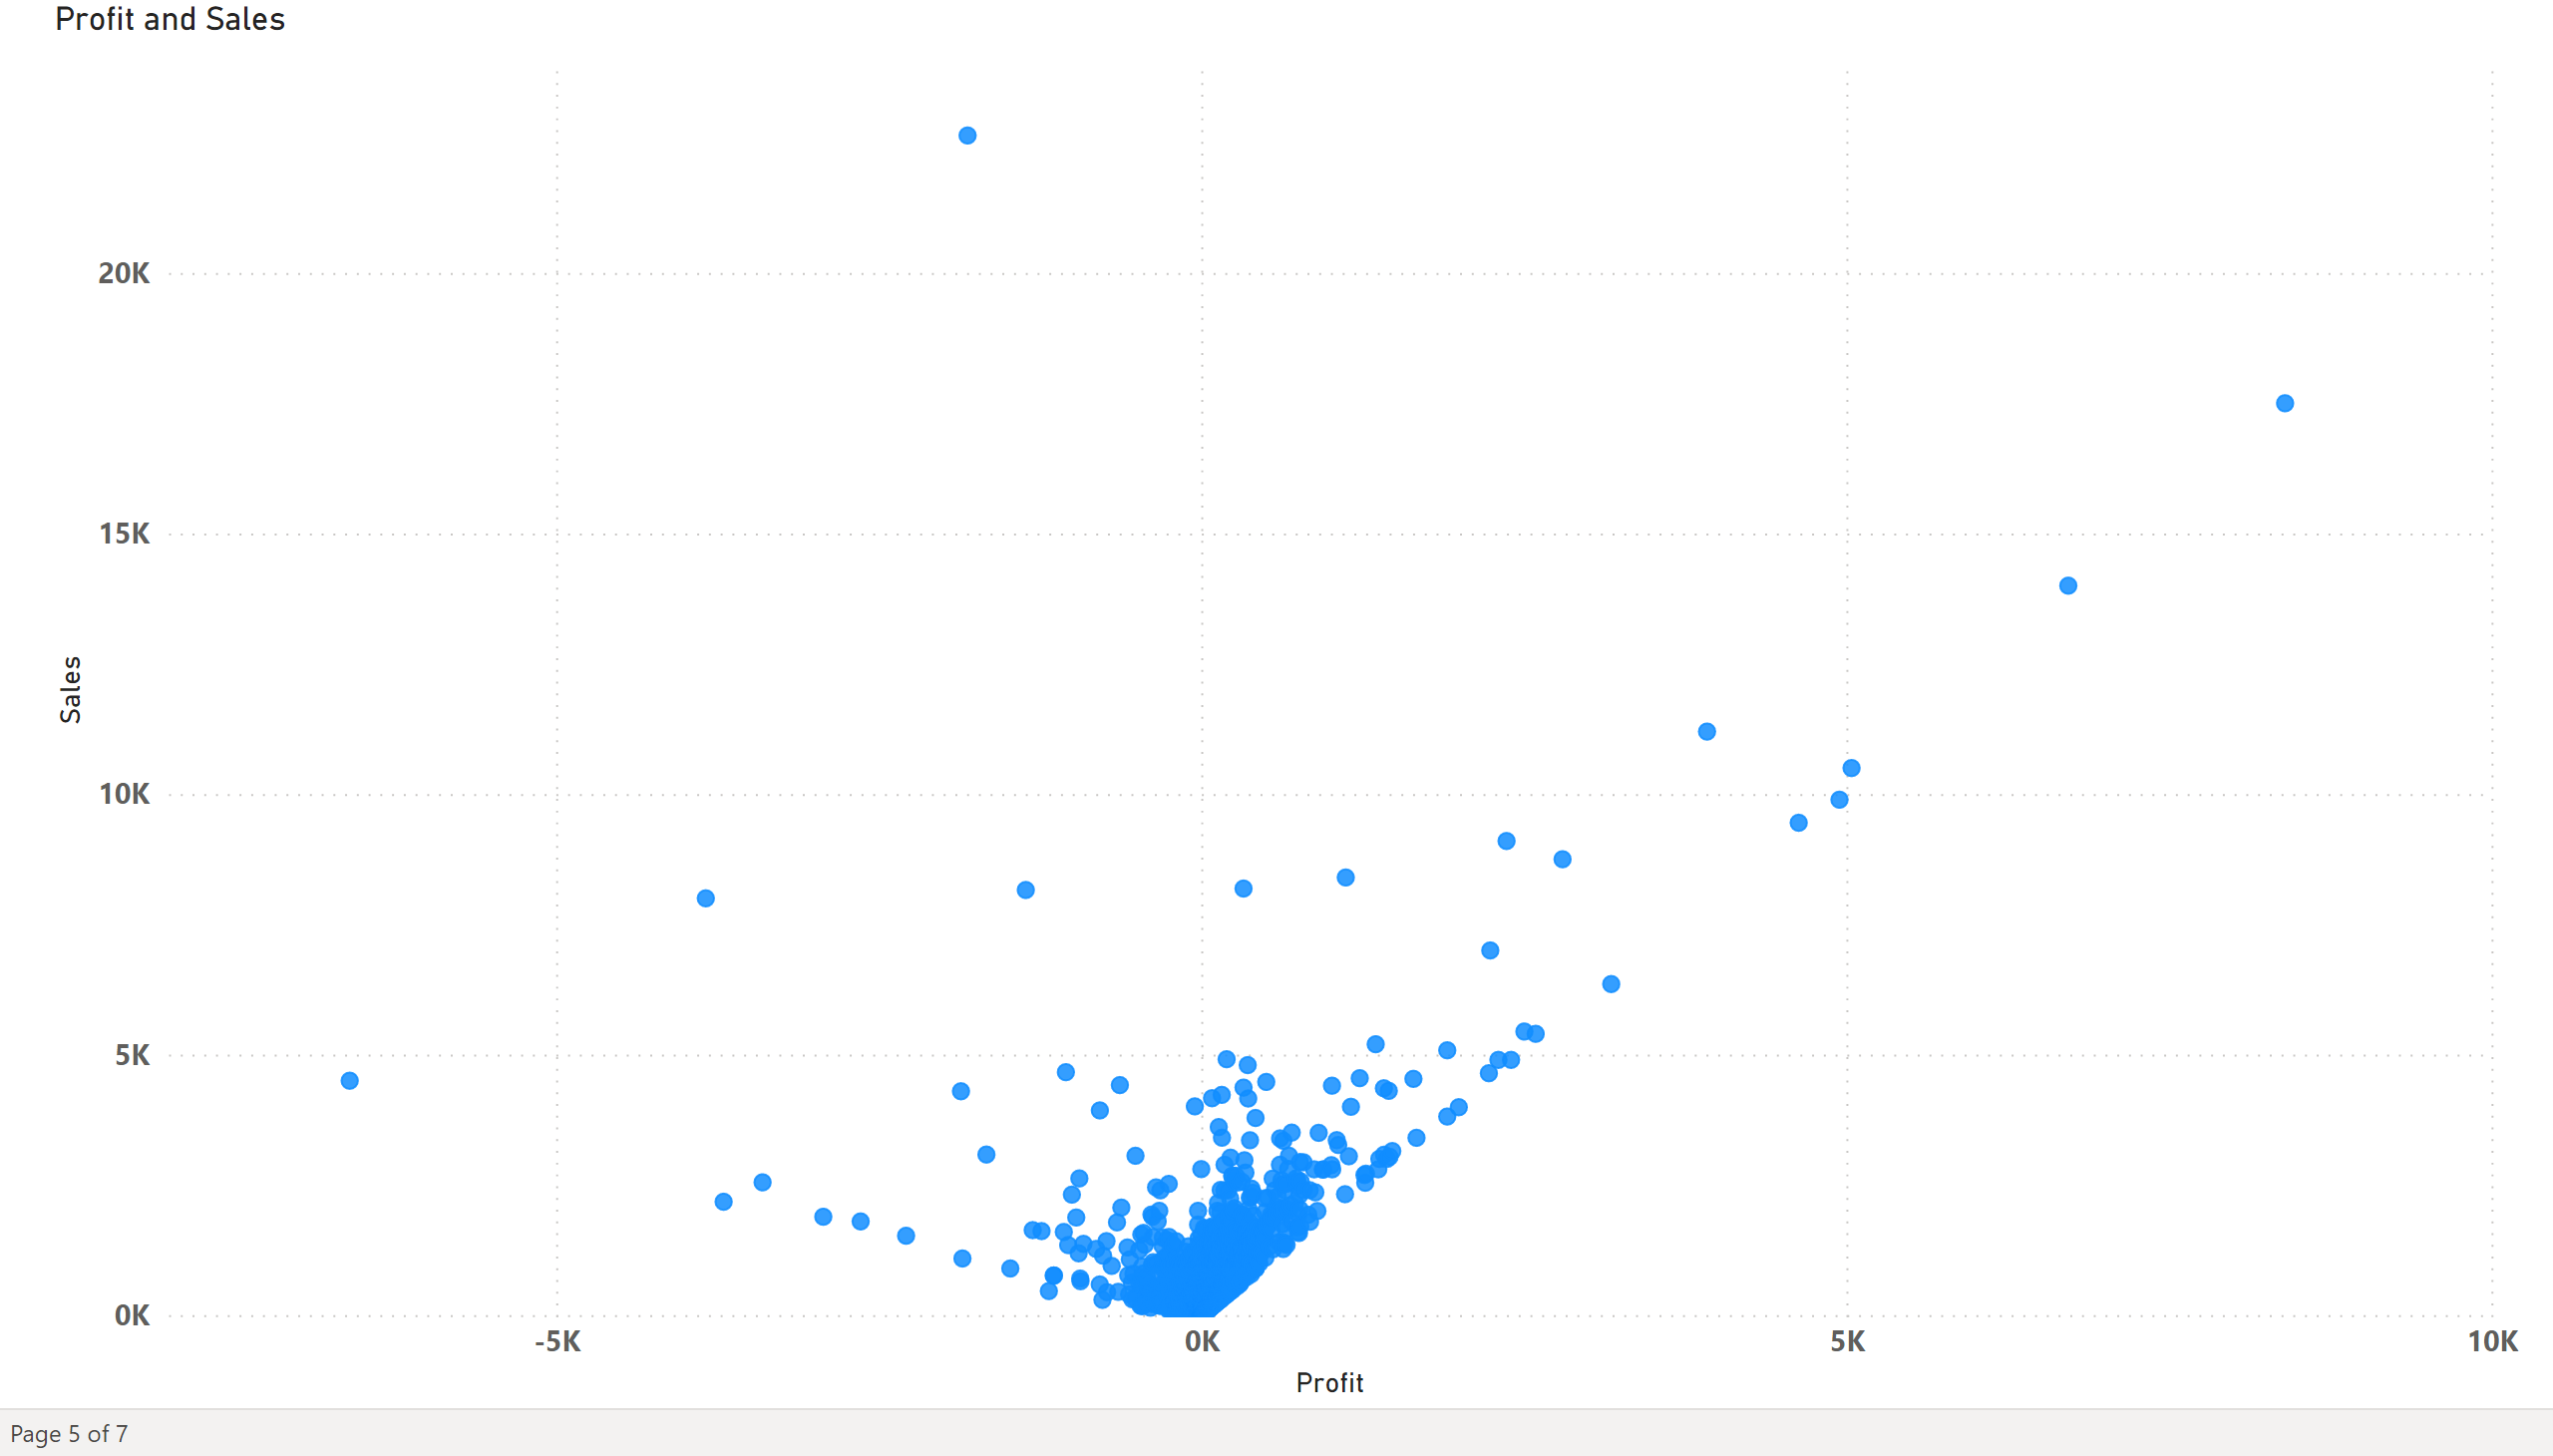 Profit and Sales
20K
15K
10K
5K
0K
Sales
-5K 0K 5K 10K
Profit
Page 5 of 7